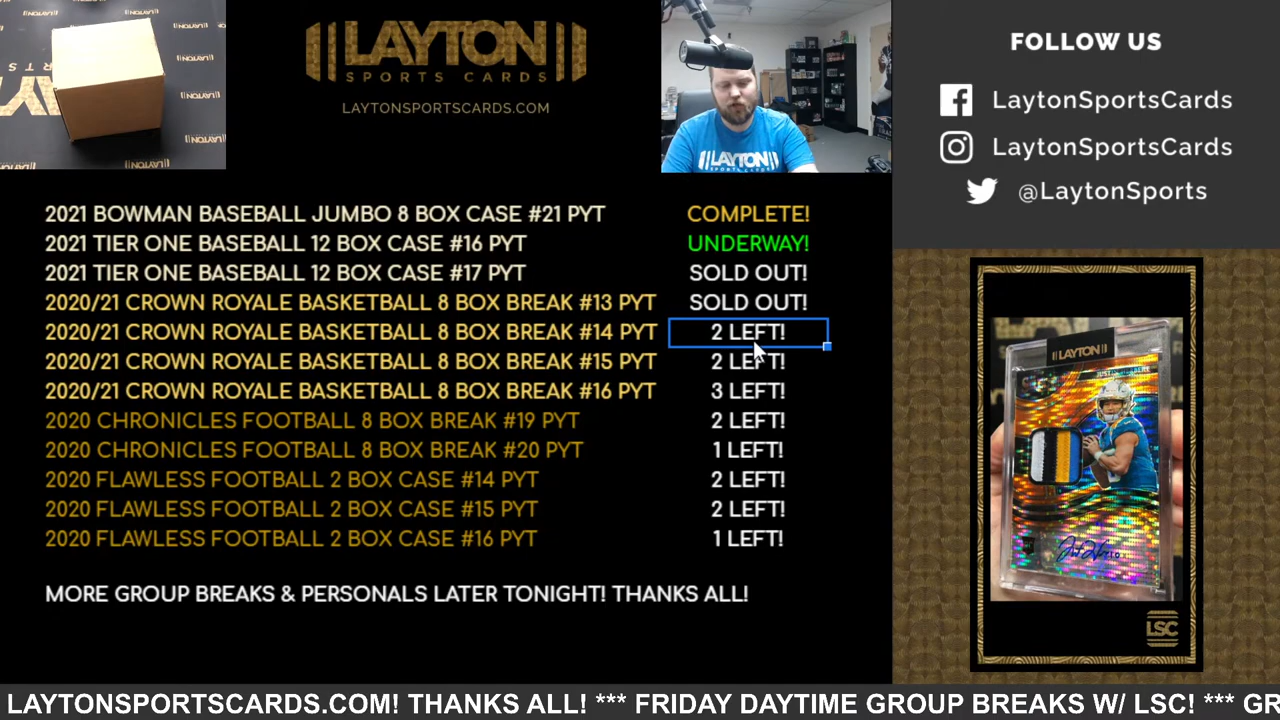 LAYTON
SPORTS CARDS
LAYTONSPORTSCARDS.COM
LAYTON
FOLLOW US
LaytonSportsCards
LaytonSportsCards
@LaytonSports
2021 BOWMAN BASEBALL JUMBO 8 BOX CASE #21 PYT COMPLETE!
2021 TIER ONE BASEBALL 12 BOX CASE #16 PYT UNDERWAY!
2021 TIER ONE BASEBALL 12 BOX CASE #17 PYT SOLD OUT!
2020/21 CROWN ROYALE BASKETBALL 8 BOX BREAK #13 PYT SOLD OUT!
2020/21 CROWN ROYALE BASKETBALL 8 BOX BREAK #14 PYT 2 LEFT!
2020/21 CROWN ROYALE BASKETBALL 8 BOX BREAK #15 PYT 2 LEFT!
2020/21 CROWN ROYALE BASKETBALL 8 BOX BREAK #16 PYT 3 LEFT!
2020 CHRONICLES FOOTBALL 8 BOX BREAK #19 PYT 2 LEFT!
2020 CHRONICLES FOOTBALL 8 BOX BREAK #20 PYT 1 LEFT!
2020 FLAWLESS FOOTBALL 2 BOX CASE #14 PYT 2 LEFT!
2020 FLAWLESS FOOTBALL 2 BOX CASE #15 PYT 2 LEFT!
2020 FLAWLESS FOOTBALL 2 BOX CASE #16 PYT 1 LEFT!
MORE GROUP BREAKS & PERSONALS LATER TONIGHT! THANKS ALL!
LAYTON
LSC
LAYTONSPORTSCARDS.COM! THANKS ALL! *** FRIDAY DAYTIME GROUP BREAKS W/ LSC! *** GR